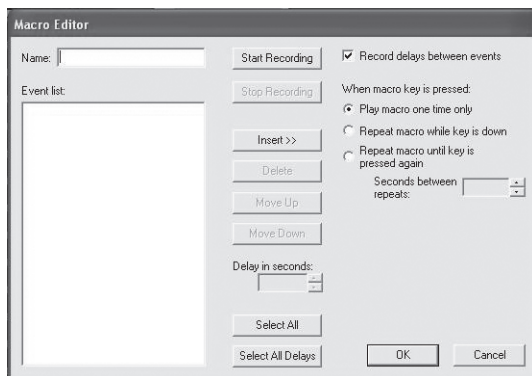 Macro Editor
Name:
Start Recording
Record delays between events
Event list:
Stop Recording
When macro key is pressed:
Play macro one time only
Insert >>
Repeat macro while key is down
Delete
Repeat macro until key is
pressed again
Move Up
Seconds between
repeats:
Move Down
Delay in seconds:
Select All
Select All Delays
OK
Cancel